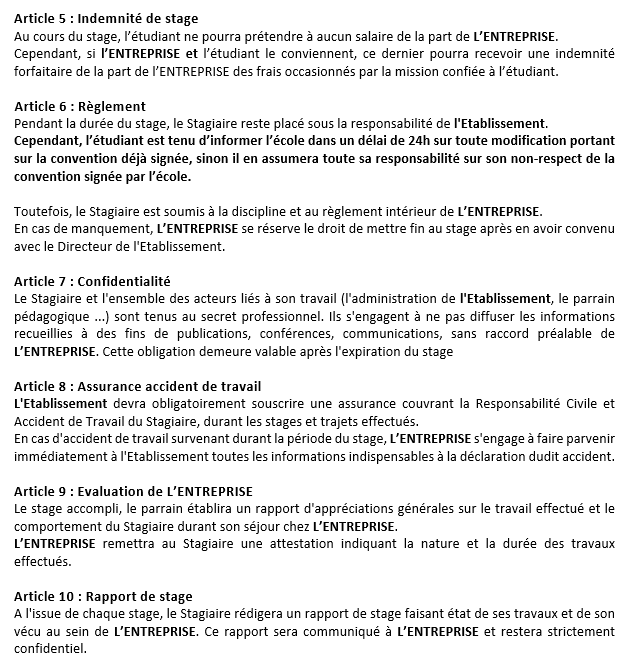 Article 5 : Indemnité de stage
Au cours du stage, l'étudiant ne pourra prétendre à aucun salaire de la part de L'ENTREPRISE.
Cependant, si l'ENTREPRISE et l'étudiant le conviennent, ce dernier pourra recevoir une indemnité
forfaitaire de la part de l'ENTREPRISE des frais occasionnés par la mission confiée à l'étudiant.
Article 6 : Règlement
Pendant la durée du stage, le Stagiaire reste placé sous la responsabilité de l'Etablissement.
Cependant, l'étudiant est tenu d'informer l'école dans un délai de 24h sur toute modification portant
sur la convention déjà signée, sinon il en assumera toute sa responsabilité sur son non-respect de la
convention signée par l'école.
Toutefois, le Stagiaire est soumis à la discipline et au règlement intérieur de L'ENTREPRISE.
En cas de manquement, L'ENTREPRISE se réserve le droit de mettre fin au stage après en avoir convenu
avec le Directeur de l'Etablissement.
Article 7 : Confidentialité
Le Stagiaire et l'ensemble des acteurs liés à son travail (l'administration de l'Etablissement, le parrain
pédagogique ...) sont tenus au secret professionnel. Ils s'engagent à ne pas diffuser les informations
recueillies à des fins de publications, conférences, communications, sans raccord préalable de
L'ENTREPRISE. Cette obligation demeure valable après l'expiration du stage
Article 8 : Assurance accident de travail
L'Etablissement devra obligatoirement souscrire une assurance couvrant la Responsabilité Civile et
Accident de Travail du Stagiaire, durant les stages et trajets effectués.
En cas d'accident de travail survenant durant la période du stage, L'ENTREPRISE s'engage à faire parvenir
immédiatement à l'Etablissement toutes les informations indispensables à la déclaration dudit accident.
Article 9 : Evaluation de L'ENTREPRISE
Le stage accompli, le parrain établira un rapport d'appréciations générales sur le travail effectué et le
comportement du Stagiaire durant son séjour chez L'ENTREPRISE.
L'ENTREPRISE remettra au Stagiaire une attestation indiquant la nature et la durée des travaux
effectués.
Article 10 : Rapport de stage
A l'issue de chaque stage, le Stagiaire rédigera un rapport de stage faisant état de ses travaux et de son
vécu au sein de L'ENTREPRISE. Ce rapport sera communiqué à L'ENTREPRISE et restera strictement
confidentiel.